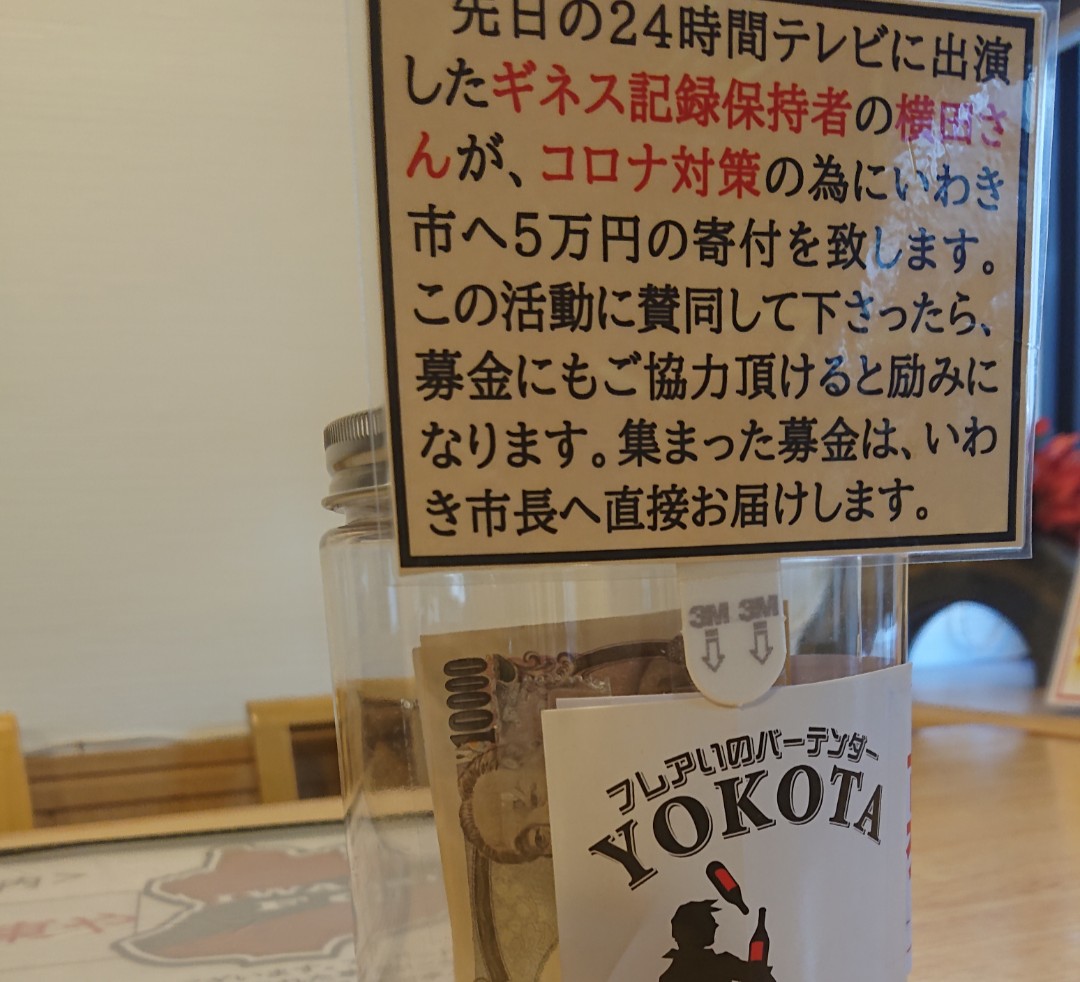 先日の24時間テレビに出演
したギネス記録保持者の横田さ
んが、コロナ対策の為にいわき
市へ5万円の寄付を致します。
この活動に賛同して下さったら、
募金にもご協力頂けると励みに
なります。集まった募金は、いわ
き市長へ直接お届けします。
3M 3M
10000
フレアいのバーテンダー
YOKOTA